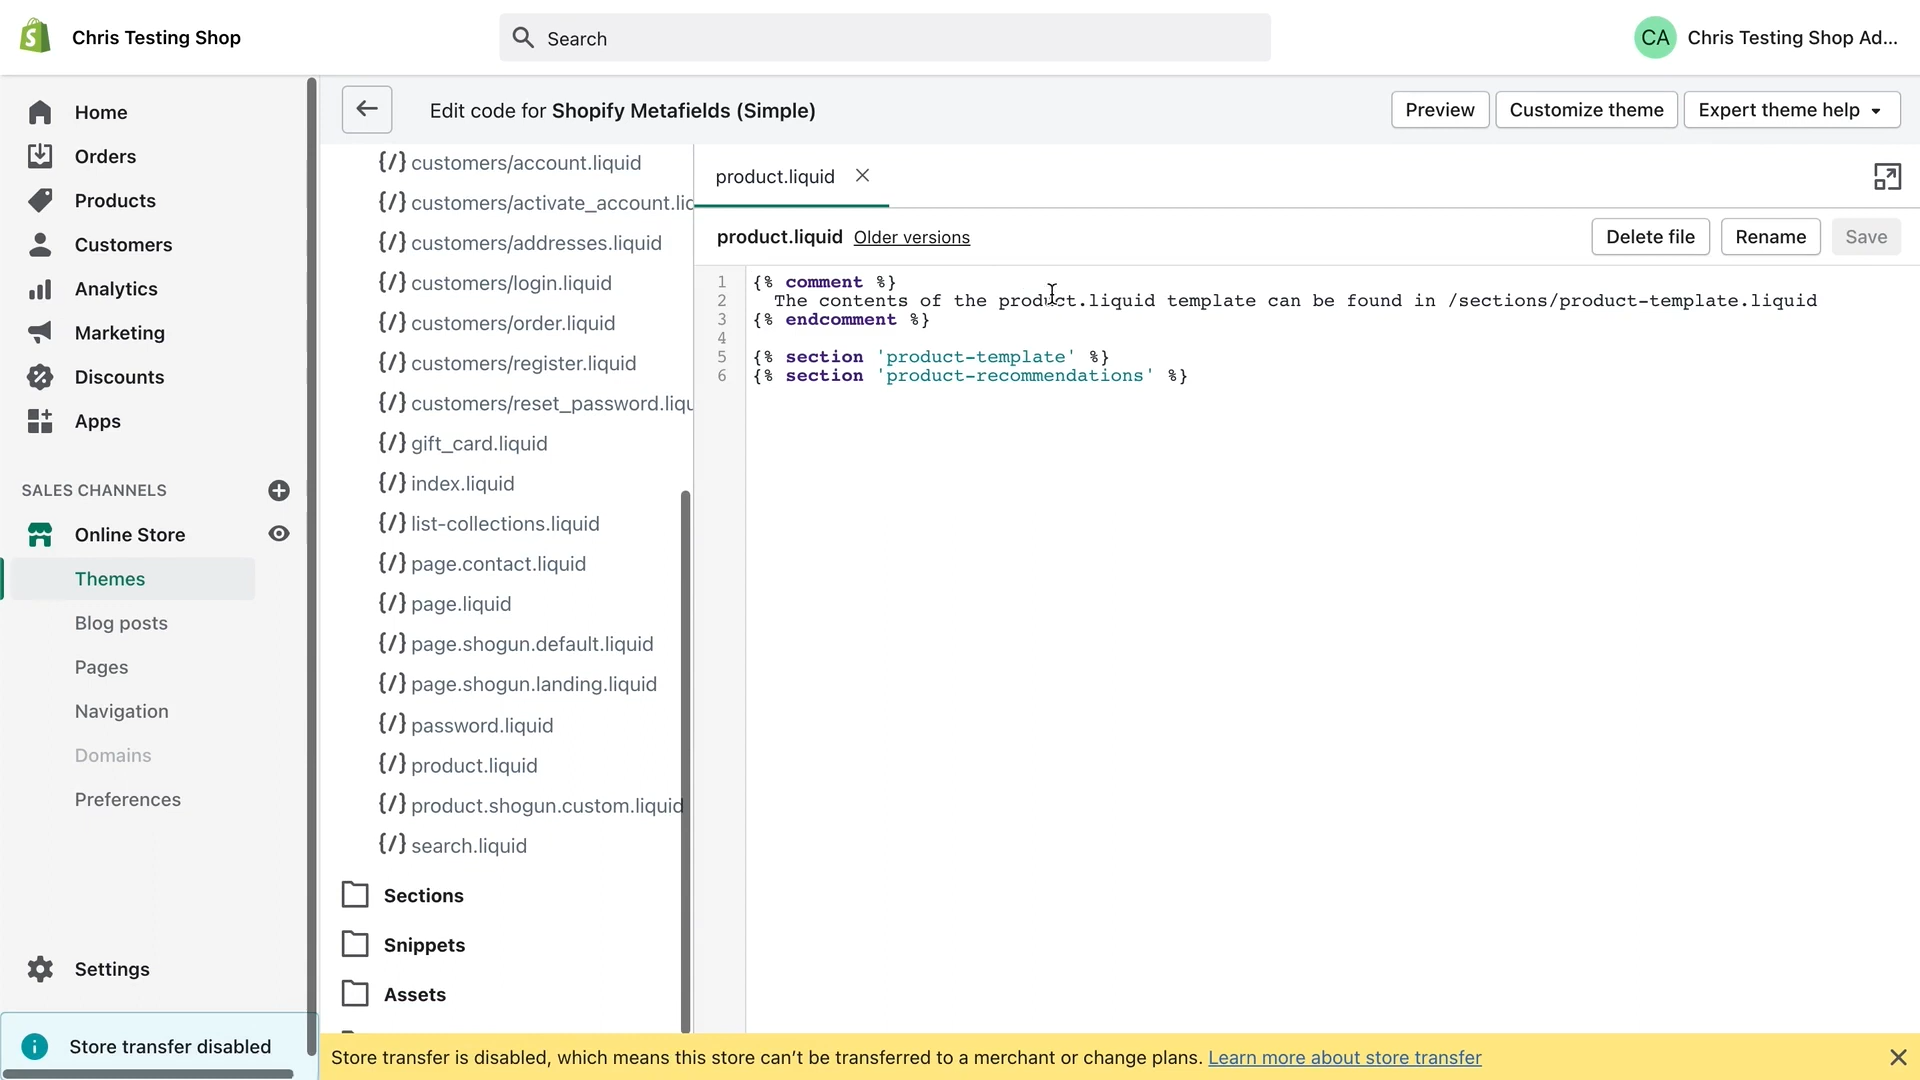 Chris Testing Shop
Search
CA Chris Testing Shop Ad...
Home
Orders
Products
Customers
Analytics
Marketing
Discounts
Apps
SALES CHANNELS
Online Store
Themes
Blog posts
Pages
Navigation
Domains
Preferences
Settings
Store transfer disabled
Edit code for Shopify Metafields (Simple)
Preview
Customize theme
Expert theme help
{/} customers/account.liquid
{/} customers/activate_account.liq
{/} customers/addresses.liquid
{/} customers/login.liquid
{/} customers/order.liquid
{/} customers/register.liquid
{/} customers/reset_password.liqu
{/} gift_card.liquid
{/} index.liquid
{/} list-collections.liquid
{/} page.contact.liquid
{/} page.liquid
{/} page.shogun.default.liquid
{/} page.shogun.landing.liquid
{/} password.liquid
{/} product.liquid
{/} product.shogun.custom.liquid
{/} search.liquid
Sections
Snippets
Assets
product.liquid
product.liquid Older versions
Delete file
Rename
Save
1 {% comment %}
2 The contents of the product.liquid template can be found in /sections/product-template.liquid
3 {% endcomment %}
4
5 {% section 'product-template' %}
6 {% section 'product-recommendations' %}
Store transfer is disabled, which means this store can't be transferred to a merchant or change plans. Learn more about store transfer